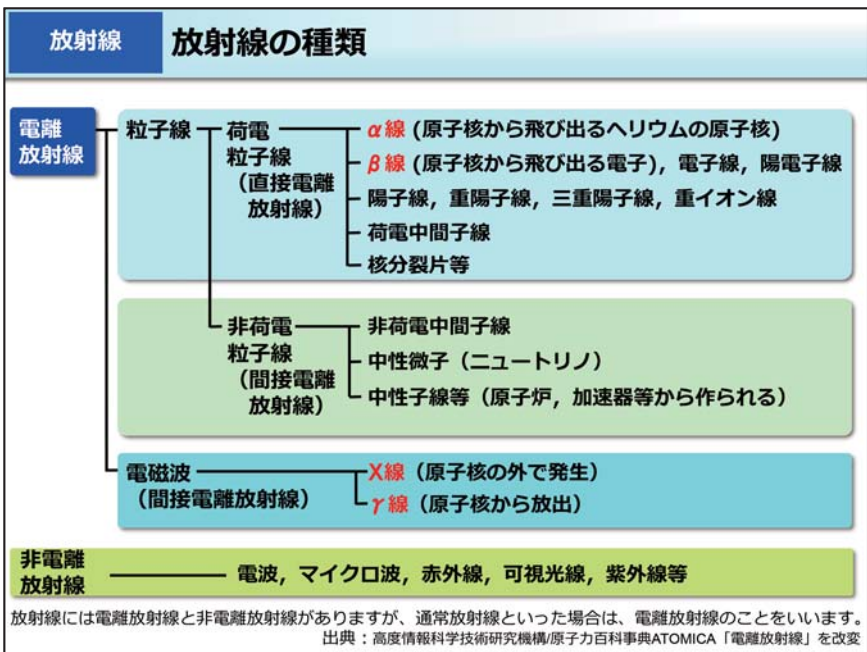 放射線
放射線の種類
電離
放射線
粒子線
荷電
粒子線
（直接電離
放射線）
α線 (原子核から飛び出るヘリウムの原子核)
β線 (原子核から飛び出る電子)，電子線，陽電子線
陽子線，重陽子線，三重陽子線，重イオン線
荷電中間子線
核分裂片等
非荷電
粒子線
（間接電離
放射線）
非荷電中間子線
中性微子（ニュートリノ）
中性子線等（原子炉，加速器等から作られる）
電磁波
（間接電離放射線）
X線（原子核の外で発生）
γ線（原子核から放出）
非電離
放射線
電波，マイクロ波，赤外線，可視光線，紫外線等
放射線には電離放射線と非電離放射線がありますが、通常放射線といった場合は、電離放射線のことをいいます。
出典：高度情報科学技術研究機構/原子力百科事典ATOMICA「電離放射線」を改変